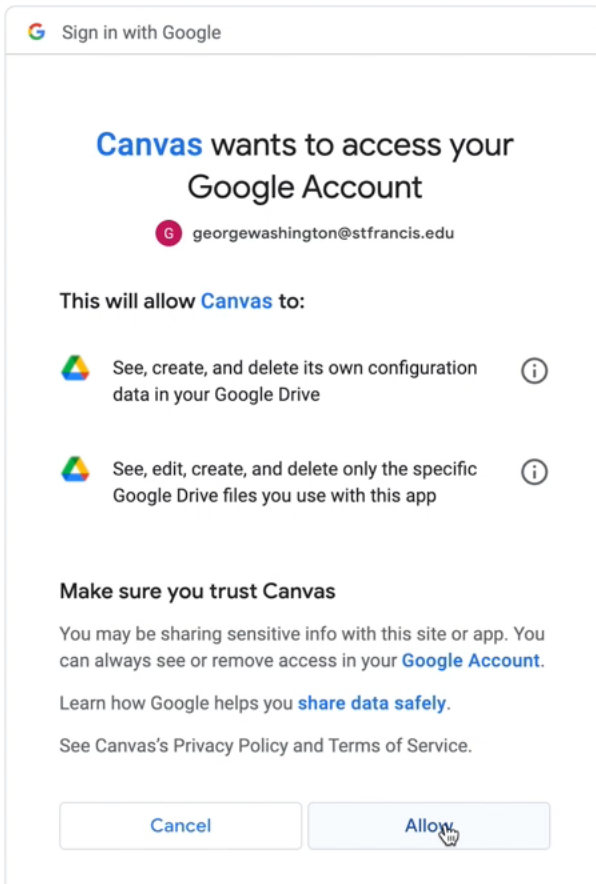 Sign in with Google
Canvas wants to access your
Google Account
G georgewashington@stfrancis.edu
This will allow Canvas to:
See, create, and delete its own configuration
data in your Google Drive
See, edit, create, and delete only the specific
Google Drive files you use with this app
Make sure you trust Canvas
You may be sharing sensitive info with this site or app. You
can always see or remove access in your Google Account.
Learn how Google helps you share data safely.
See Canvas's Privacy Policy and Terms of Service.
Cancel Allow